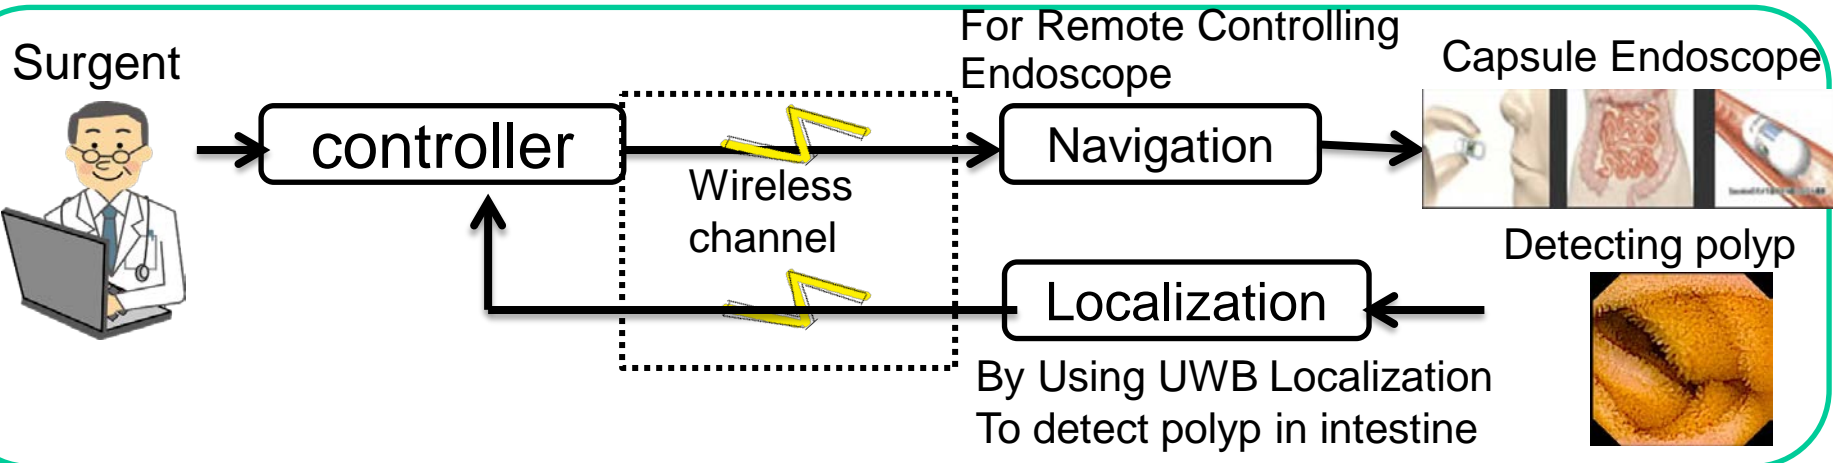 For Remote Controlling
Endoscope
Surgent
Capsule Endoscope
controller
Navigation
Wireless
channel
Detecting polyp
Localization
By Using UWB Localization
To detect polyp in intestine